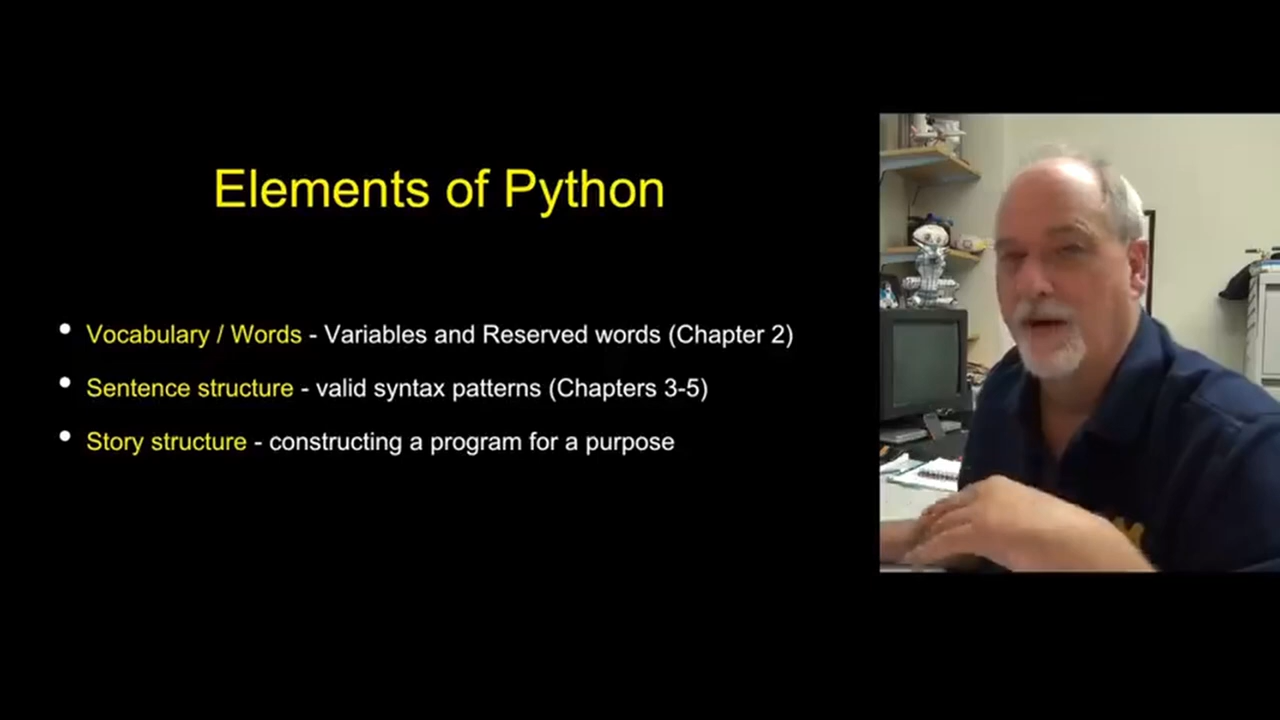 Elements of Python
• Vocabulary / Words - Variables and Reserved words (Chapter 2)
• Sentence structure - valid syntax patterns (Chapters 3-5)
• Story structure - constructing a program for a purpose